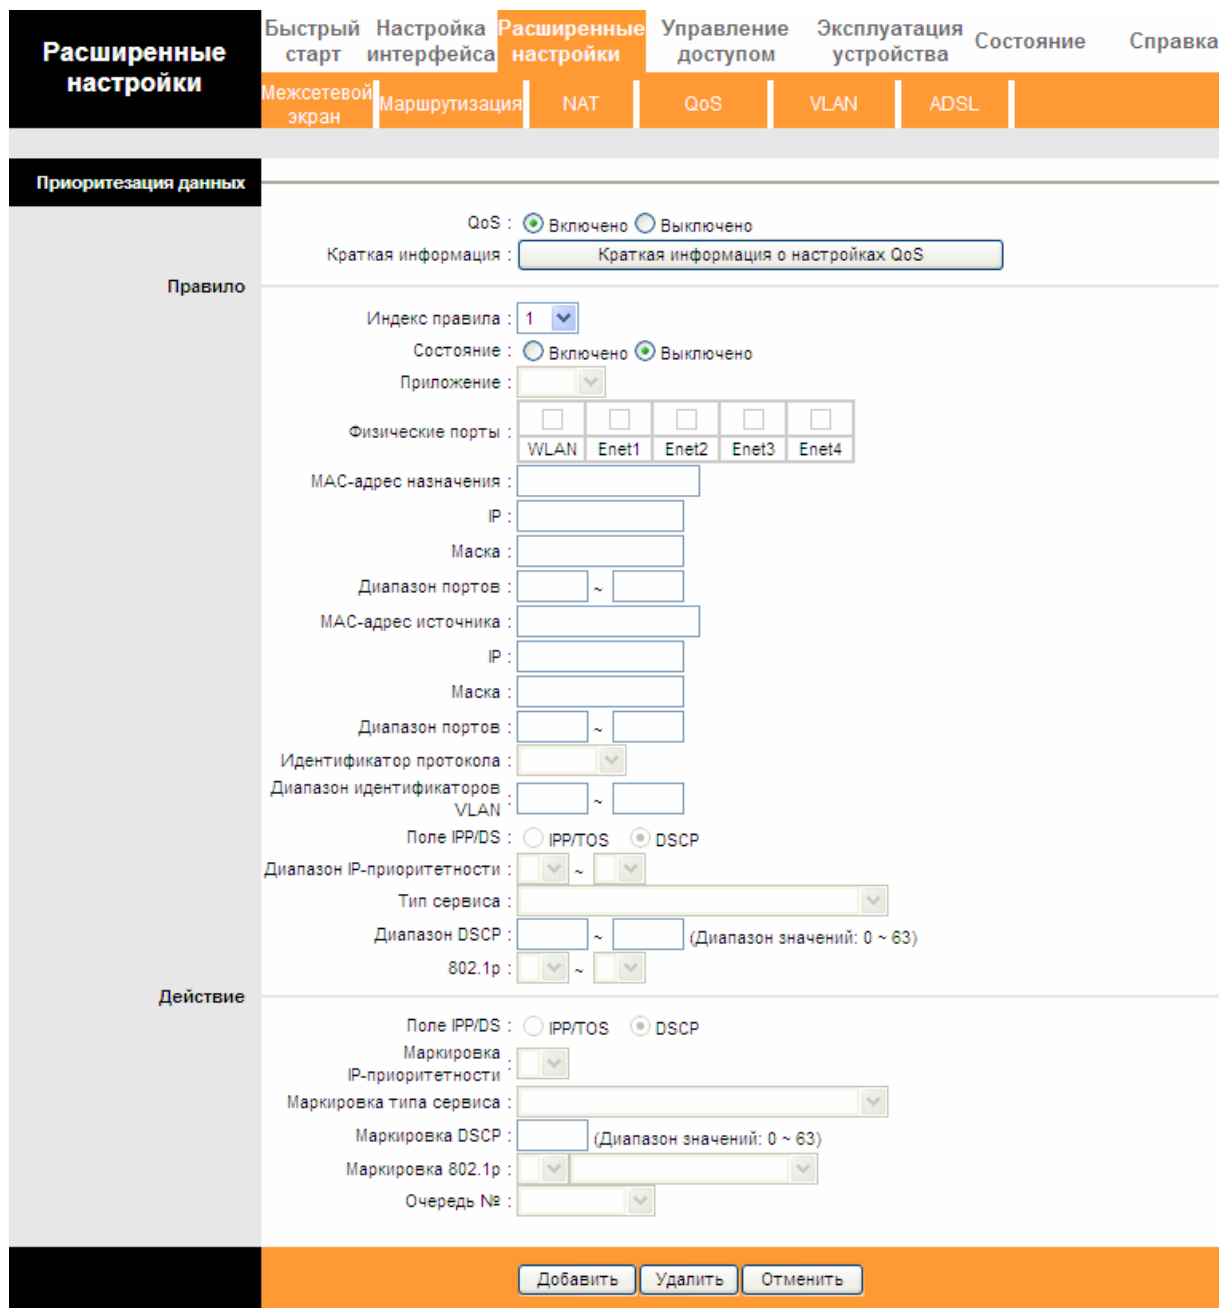 Расширенные настройки
Быстрый старт
Настройка интерфейса
Расширенные настройки
Управление доступом
Эксплуатация устройства
Состояние
Справка
Межсетевой экран
Маршрутизация
NAT
QoS
VLAN
ADSL
Приоритезация данных
QoS : Включено Выключено
Краткая информация : Краткая информация о настройках QoS
Правило
Индекс правила : 1
Состояние : Включено Выключено
Приложение :
Физические порты :
WLAN Enet1 Enet2 Enet3 Enet4
MAC-адрес назначения :
IP :
Маска :
Диапазон портов : ~
MAC-адрес источника :
IP :
Маска :
Диапазон портов : ~
Идентификатор протокола :
Диапазон идентификаторов VLAN : ~
Поле IPP/DS : IPP/TOS DSCP
Диапазон IP-приоритетности : ~
Тип сервиса :
Диапазон DSCP : ~ (Диапазон значений: 0 ~ 63)
802.1p : ~
Действие
Поле IPP/DS : IPP/TOS DSCP
Маркировка IP-приоритетности :
Маркировка типа сервиса :
Маркировка DSCP : (Диапазон значений: 0 ~ 63)
Маркировка 802.1p :
Очередь № :
Добавить Удалить Отменить